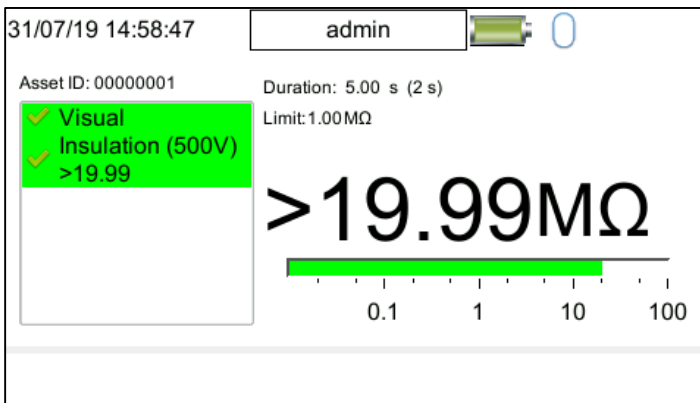 31/07/19 14:58:47
admin
Asset ID: 00000001
Duration: 5.00 s (2 s)
Limit:1.00MΩ
Visual
Insulation (500V)
>19.99
>19.99MΩ
0.1 1 10 100